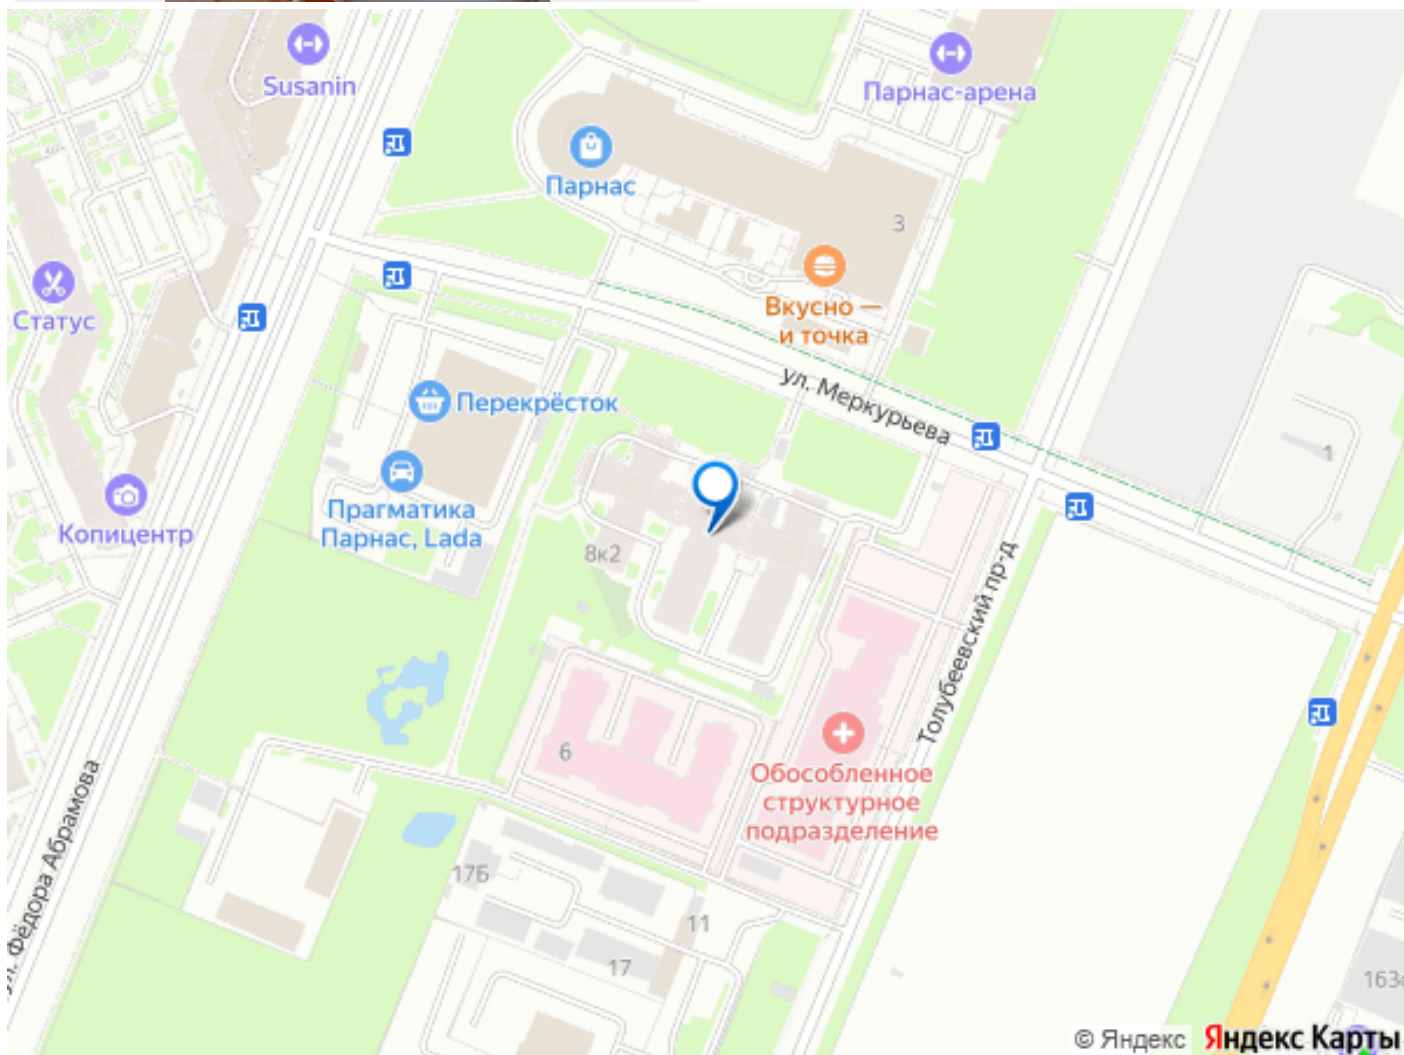 Susanin
Парнас-арена
Парнас
3
Вкусно —
и точка
Статус
ул. Меркурьева
Перекрёсток
1
Прагматика
Парнас, Lada
Копицентр
8к2
Толубеевский пр-д
6
Обособленное
структурное
подразделение
ул. Фёдора Абрамова
17Б
11
17
© Яндекс Яндекс Карты